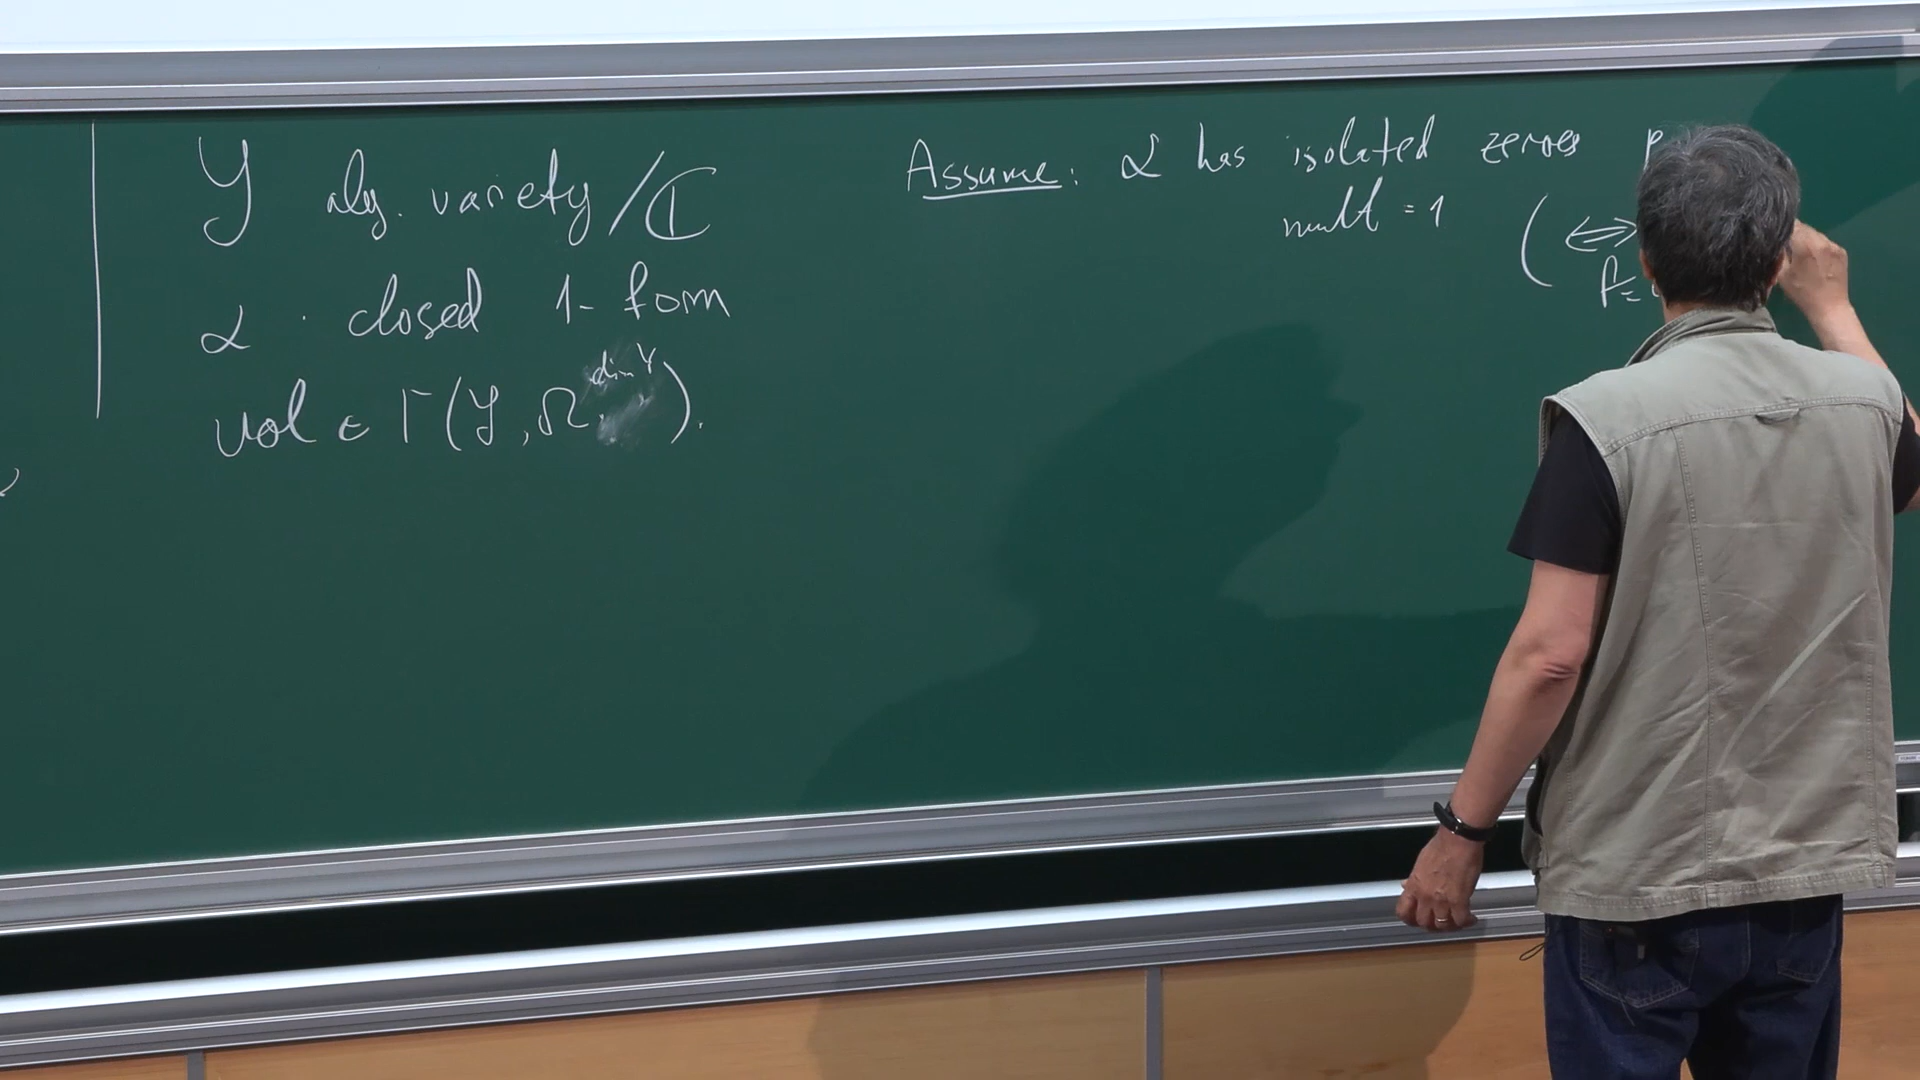 Y alg. variety/ℂ
α closed 1-form
vol ∈ Γ(Y, Ω^{dim Y}).
Assume: α has isolated zeroes
mult = 1 ( ⟺